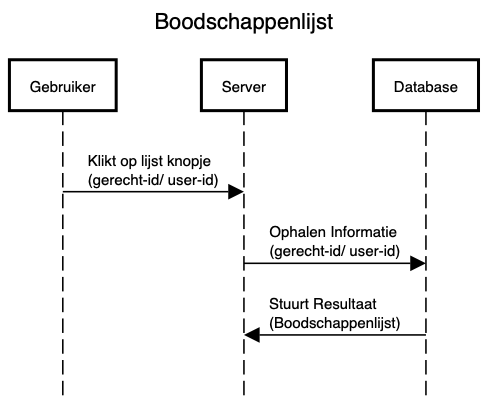 Boodschappenlijst
Gebruiker
Server
Database
Klikt op lijst knopje
(gerecht-id/ user-id)
Ophalen Informatie
(gerecht-id/ user-id)
Stuurt Resultaat
(Boodschappenlijst)